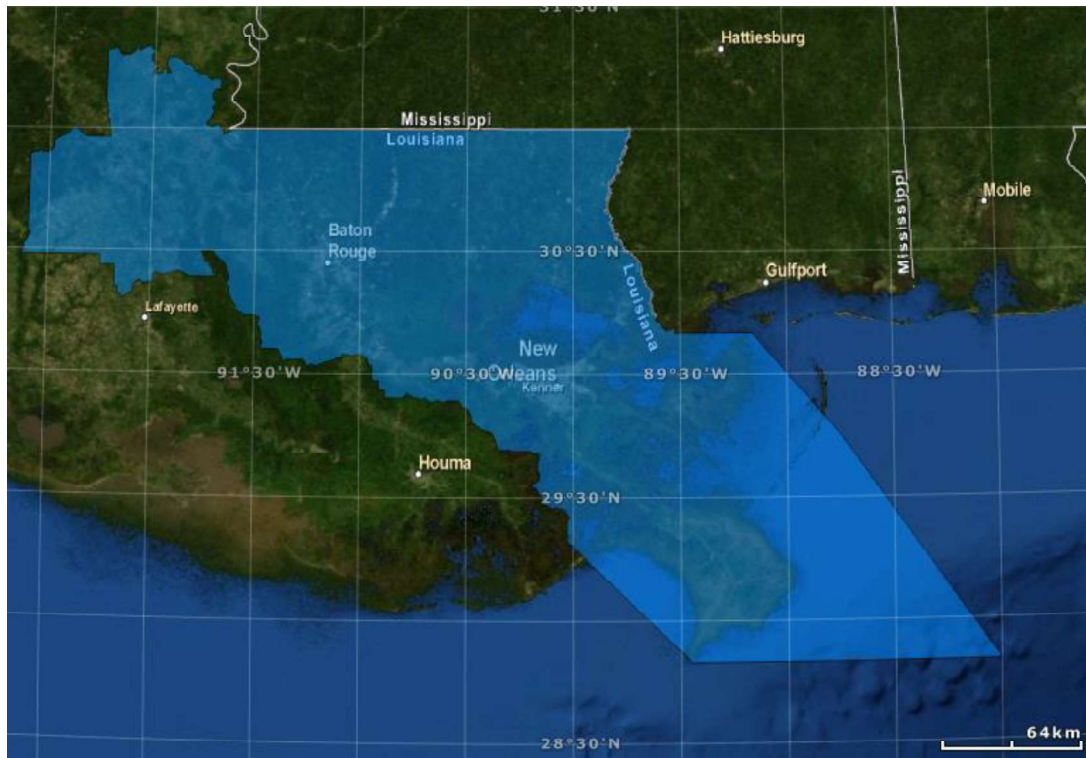 31°30'N
Hattiesburg
Mississippi
Louisiana
Mobile
Mississippi
Baton
Rouge
30°30'N
Louisiana
Gulfport
Lafayette
New
Orleans
Kenner
91°30'W
90°30'W
89°30'W
88°30'W
Houma
29°30'N
28°30'N
64km